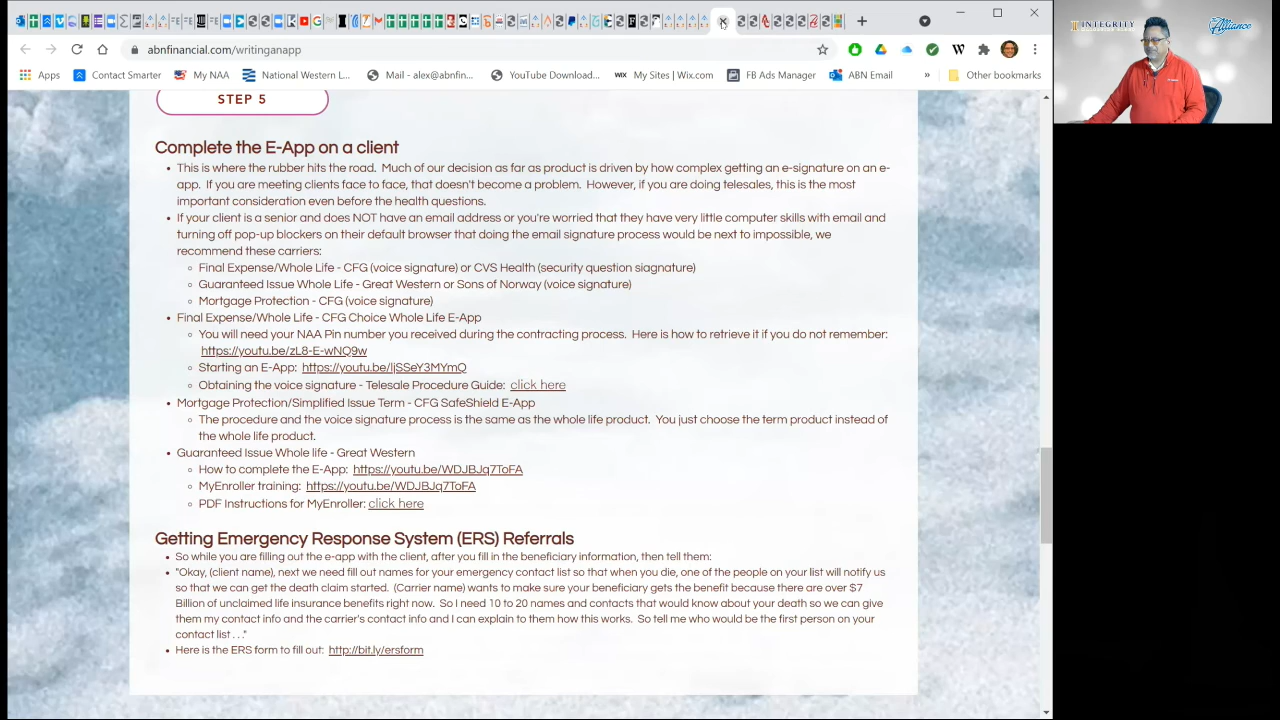 abnfinancial.com/writinganapp
Apps Contact Smarter My NAA National Western L... Mail - alex@abnfin... YouTube Download... WIX My Sites | Wix.com FB Ads Manager ABN Email » Other bookmarks
INTEGRITY
Alliance
STEP 5
Complete the E-App on a client
• This is where the rubber hits the road. Much of our decision as far as product is driven by how complex getting an e-signature on an e-
app. If you are meeting clients face to face, that doesn't become a problem. However, if you are doing telesales, this is the most
important consideration even before the health questions.
• If your client is a senior and does NOT have an email address or you're worried that they have very little computer skills with email and
turning off pop-up blockers on their default browser that doing the email signature process would be next to impossible, we
recommend these carriers:
◦ Final Expense/Whole Life - CFG (voice signature) or CVS Health (security question siagnature)
◦ Guaranteed Issue Whole Life - Great Western or Sons of Norway (voice signature)
◦ Mortgage Protection - CFG (voice signature)
• Final Expense/Whole Life - CFG Choice Whole Life E-App
◦ You will need your NAA Pin number you received during the contracting process. Here is how to retrieve it if you do not remember:
https://youtu.be/zL8-E-wNQ9w
◦ Starting an E-App: https://youtu.be/ljSSeY3MYmQ
◦ Obtaining the voice signature - Telesale Procedure Guide: click here
• Mortgage Protection/Simplified Issue Term - CFG SafeShield E-App
◦ The procedure and the voice signature process is the same as the whole life product. You just choose the term product instead of
the whole life product.
• Guaranteed Issue Whole life - Great Western
◦ How to complete the E-App: https://youtu.be/WDJBJq7ToFA
◦ MyEnroller training: https://youtu.be/WDJBJq7ToFA
◦ PDF Instructions for MyEnroller: click here
Getting Emergency Response System (ERS) Referrals
• So while you are filling out the e-app with the client, after you fill in the beneficiary information, then tell them:
• "Okay, (client name), next we need fill out names for your emergency contact list so that when you die, one of the people on your list will notify us
so that we can get the death claim started. (Carrier name) wants to make sure your beneficiary gets the benefit because there are over $7
Billion of unclaimed life insurance benefits right now. So I need 10 to 20 names and contacts that would know about your death so we can give
them my contact info and the carrier's contact info and I can explain to them how this works. So tell me who would be the first person on your
contact list . . ."
• Here is the ERS form to fill out: http://bit.ly/ersform